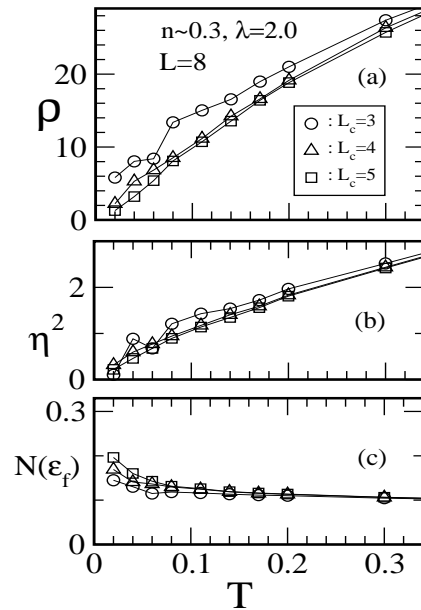 n~0.3, λ=2.0
L=8
(a)
20
10
0
ρ
: L_c=3
: L_c=4
: L_c=5
(b)
2
0
η²
(c)
0.3
0
N(ε_f)
0 0.1 0.2 0.3
T